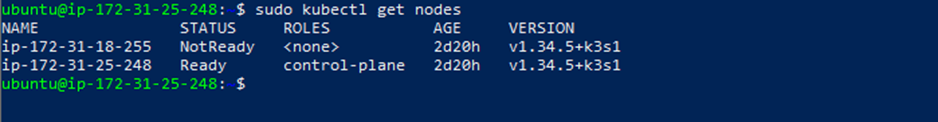 ubuntu@ip-172-31-25-248:~$ sudo kubectl get nodes
NAME STATUS ROLES AGE VERSION
ip-172-31-18-255 NotReady <none> 2d20h v1.34.5+k3s1
ip-172-31-25-248 Ready control-plane 2d20h v1.34.5+k3s1
ubuntu@ip-172-31-25-248:~$